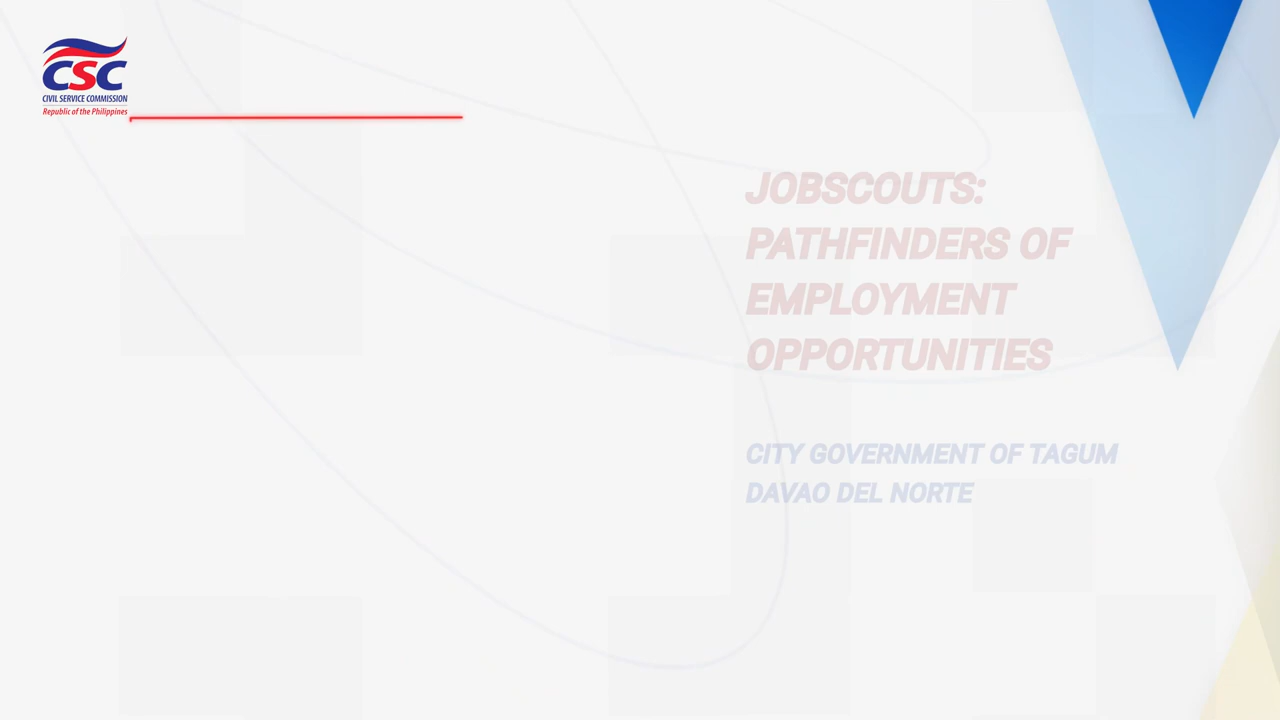 CSC
CIVIL SERVICE COMMISSION
Republic of the Philippines
JOBSCOUTS:
PATHFINDERS OF
EMPLOYMENT
OPPORTUNITIES
CITY GOVERNMENT OF TAGUM
DAVAO DEL NORTE